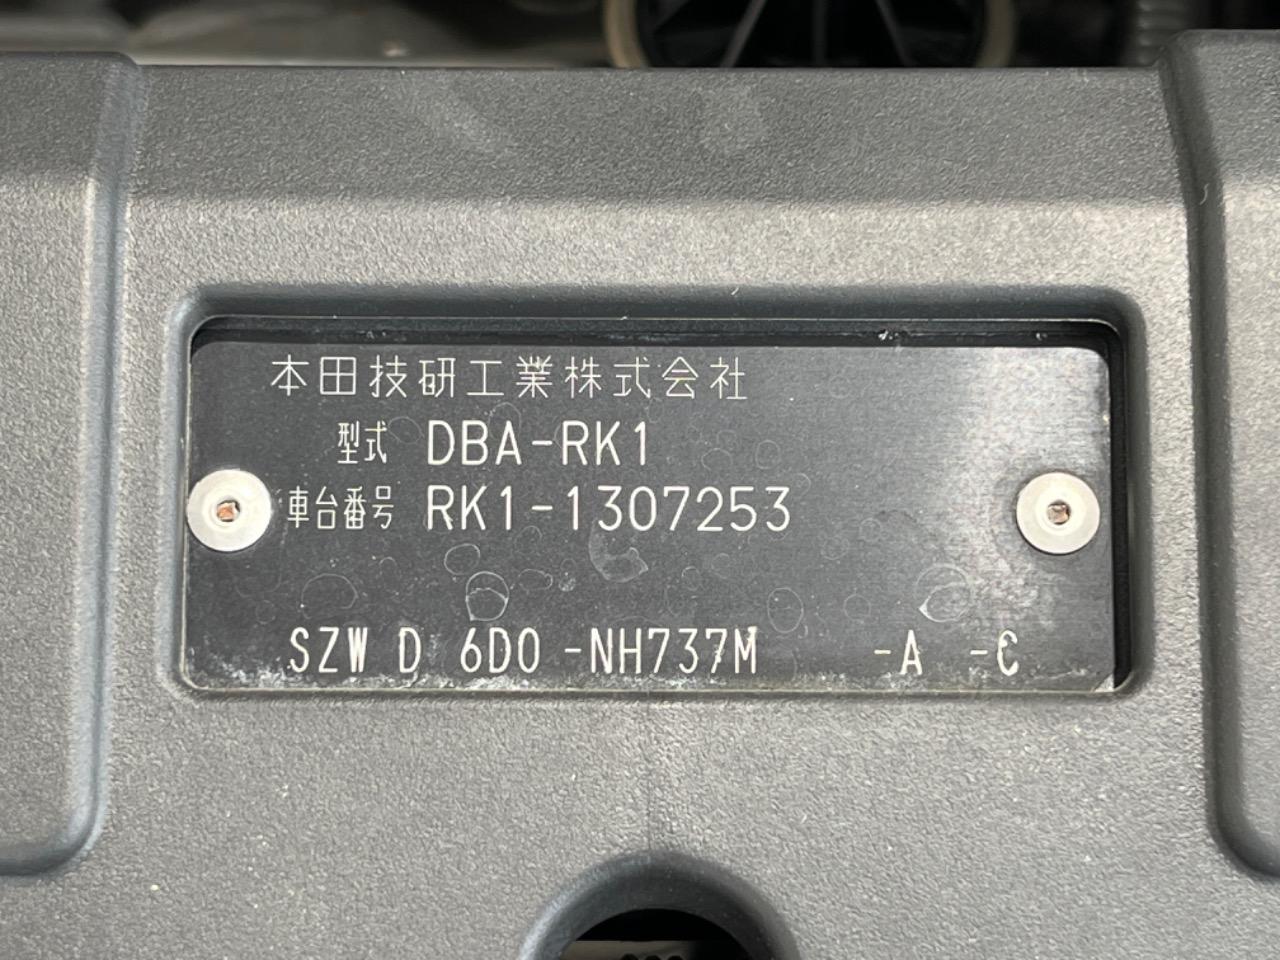 本田技研工業株式会社
型式 DBA-RK1
車台番号 RK1-1307253
SZW D 6D0 -NH737M -A -C